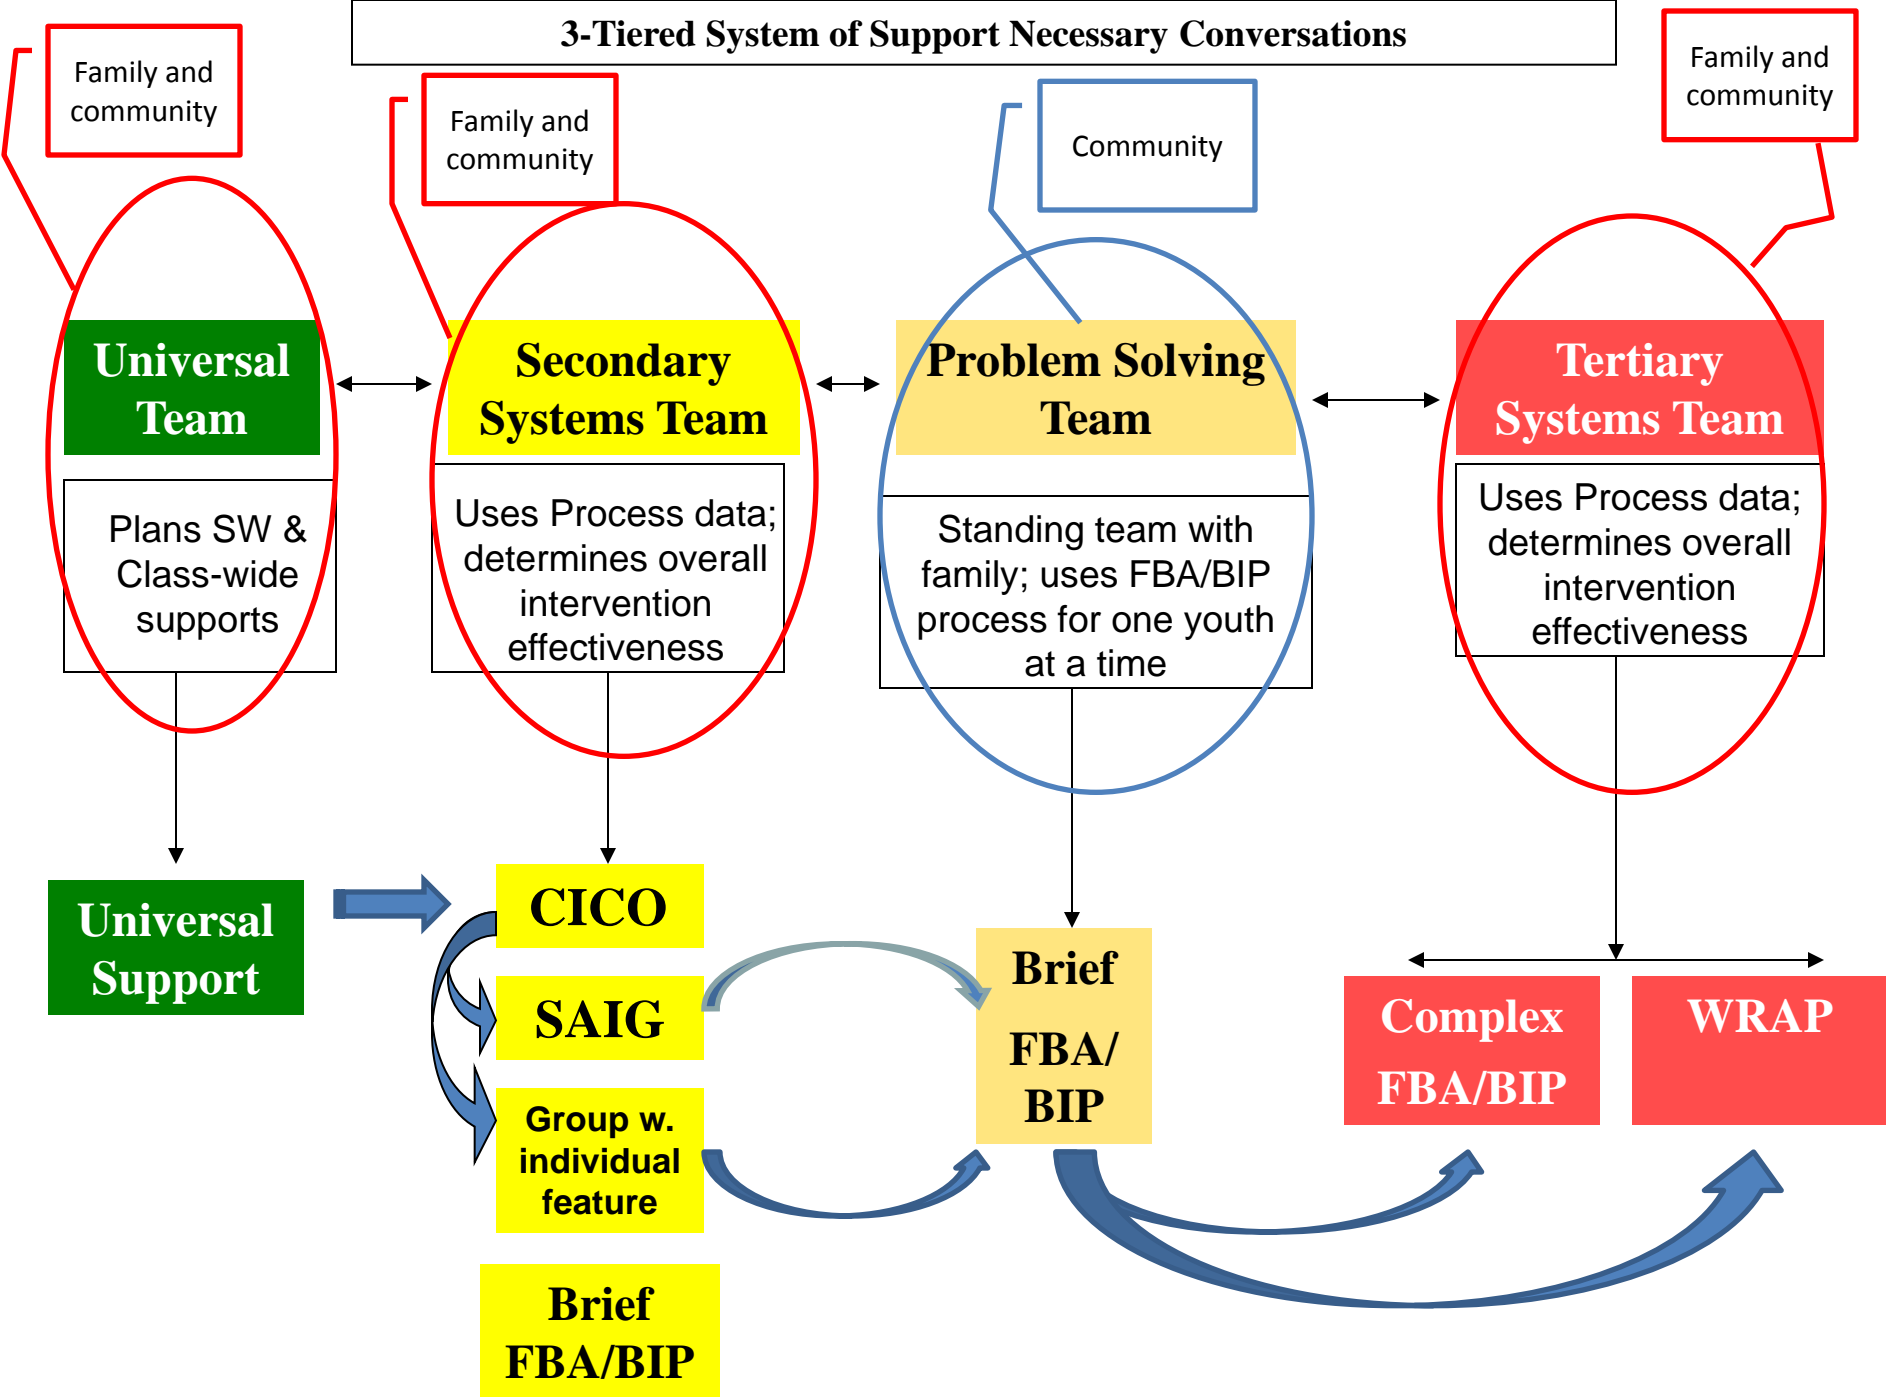 3-Tiered System of Support Necessary Conversations
Family and
community
Family and
community
Community
Family and
community
Universal
Team
Secondary
Systems Team
Problem Solving
Team
Tertiary
Systems Team
Plans SW &
Class-wide
supports
Uses Process data;
determines overall
intervention
effectiveness
Standing team with
family; uses FBA/BIP
process for one youth
at a time
Uses Process data;
determines overall
intervention
effectiveness
Universal
Support
CICO
SAIG
Group w.
individual
feature
Brief
FBA/BIP
Brief
FBA/
BIP
Complex
FBA/BIP
WRAP